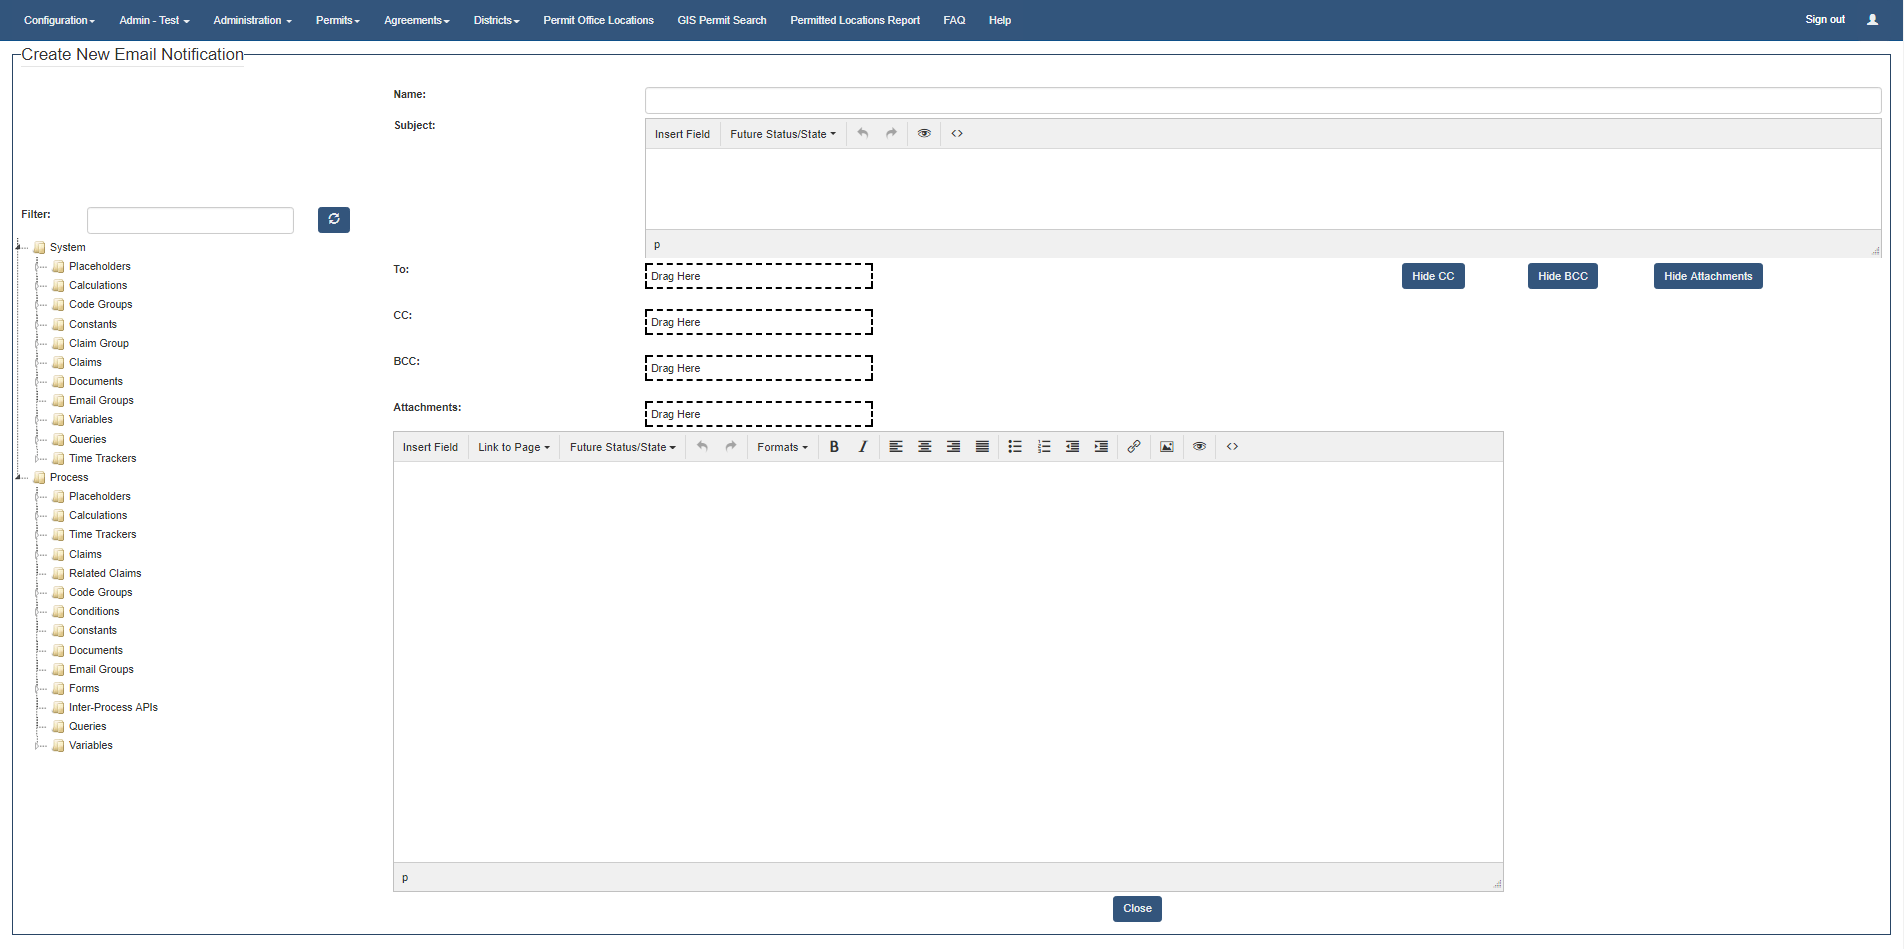 Configuration Admin - Test Administration Permits Agreements Districts Permit Office Locations GIS Permit Search Permitted Locations Report FAQ Help Sign out
Create New Email Notification
Name:
Subject:
Insert Field Future Status/State <>
p
Filter:
System
Placeholders
Calculations
Code Groups
Constants
Claim Group
Claims
Documents
Email Groups
Variables
Queries
Time Trackers
Process
Placeholders
Calculations
Time Trackers
Claims
Related Claims
Code Groups
Conditions
Constants
Documents
Email Groups
Forms
Inter-Process APIs
Queries
Variables
To: Drag Here Hide CC Hide BCC Hide Attachments
CC: Drag Here
BCC: Drag Here
Attachments: Drag Here
Insert Field Link to Page Future Status/State Formats B I <>
p
Close